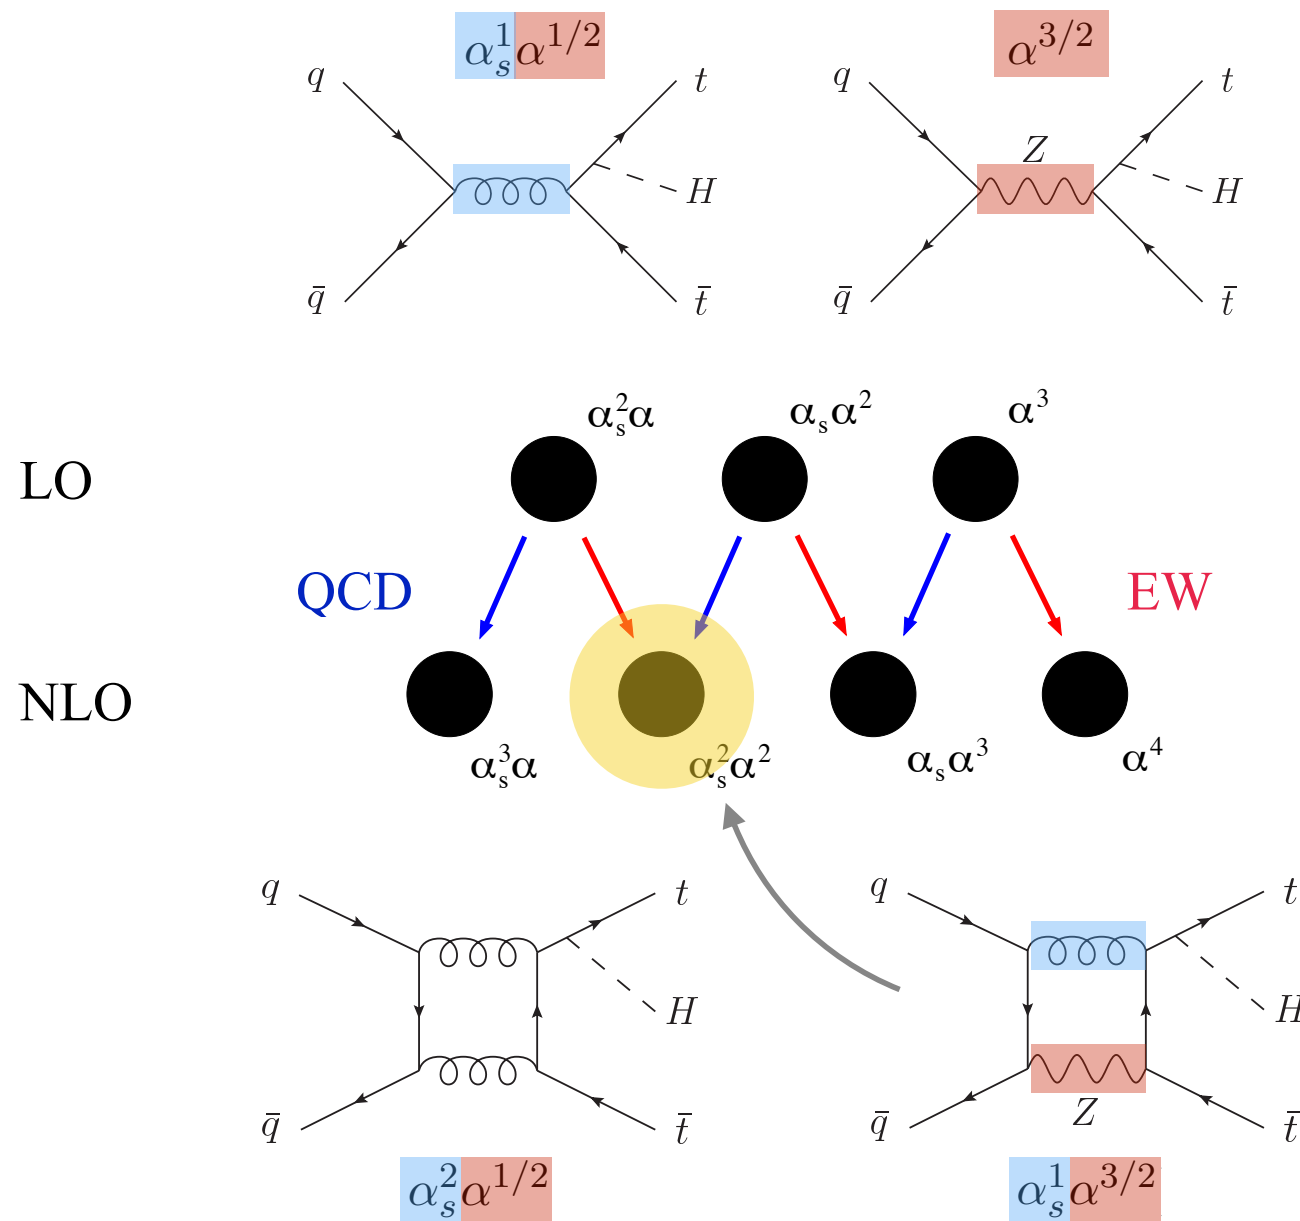 α_s^1 α^{1/2} α^{3/2}
q t q t
Z
H H
q̄ t̄ q̄ t̄
α_s^2 α α_s α^2 α^3
LO
QCD EW
NLO
α_s^3 α α_s^2 α^2 α_s α^3 α^4
q t q t
H H
q̄ t̄ q̄ Z t̄
α_s^2 α^{1/2} α_s^1 α^{3/2}